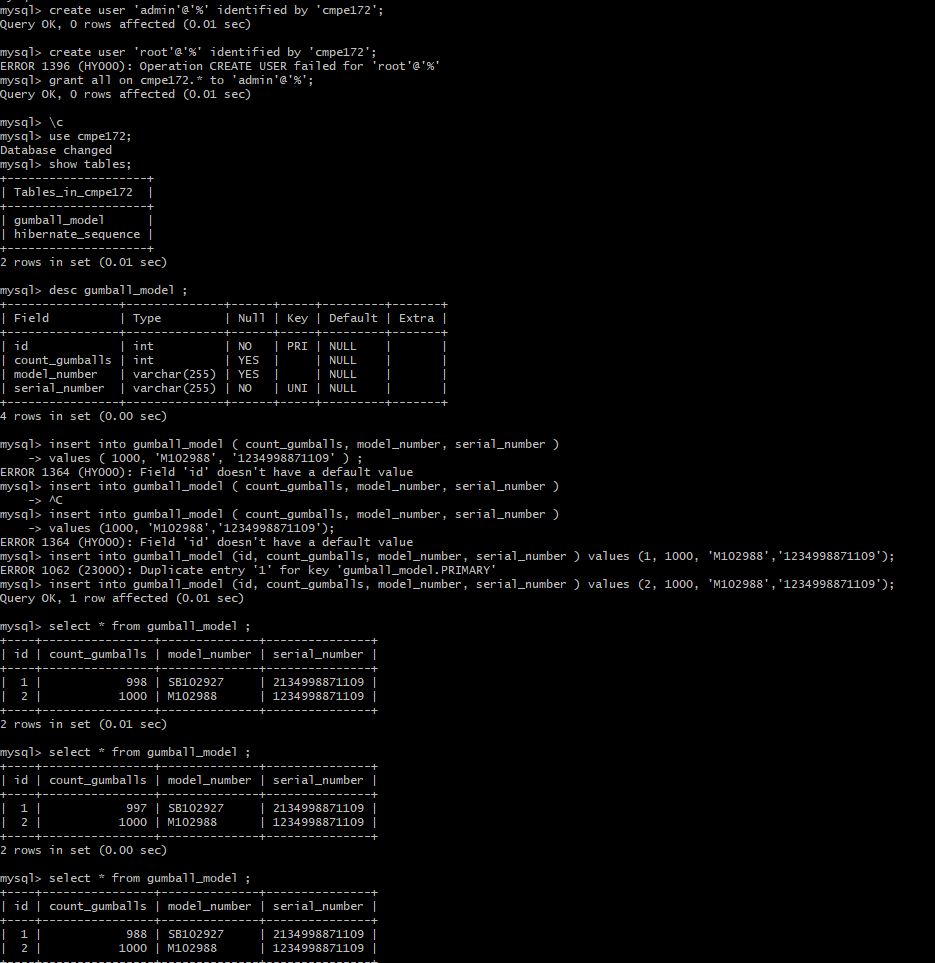 mysql> create user 'admin'@'%' identified by 'cmpe172';
Query OK, 0 rows affected (0.01 sec)
mysql> create user 'root'@'%' identified by 'cmpe172';
ERROR 1396 (HY000): Operation CREATE USER failed for 'root'@'%'
mysql> grant all on cmpe172.* to 'admin'@'%';
Query OK, 0 rows affected (0.01 sec)
mysql> \c
mysql> use cmpe172;
Database changed
mysql> show tables;
+--------------------+
| Tables_in_cmpe172  |
+--------------------+
| gumball_model      |
| hibernate_sequence |
+--------------------+
2 rows in set (0.01 sec)
mysql> desc gumball_model ;
+----------------+--------------+------+-----+---------+-------+
| Field          | Type         | Null | Key | Default | Extra |
+----------------+--------------+------+-----+---------+-------+
| id             | int          | NO   | PRI | NULL    |       |
| count_gumballs | int          | YES  |     | NULL    |       |
| model_number   | varchar(255) | YES  |     | NULL    |       |
| serial_number  | varchar(255) | NO   | UNI | NULL    |       |
+----------------+--------------+------+-----+---------+-------+
4 rows in set (0.00 sec)
mysql> insert into gumball_model ( count_gumballs, model_number, serial_number )
    -> values ( 1000, 'M102988', '1234998871109' ) ;
ERROR 1364 (HY000): Field 'id' doesn't have a default value
mysql> insert into gumball_model ( count_gumballs, model_number, serial_number )
    -> ^C
mysql> insert into gumball_model ( count_gumballs, model_number, serial_number )
    -> values (1000, 'M102988','1234998871109');
ERROR 1364 (HY000): Field 'id' doesn't have a default value
mysql> insert into gumball_model (id, count_gumballs, model_number, serial_number ) values (1, 1000, 'M102988','1234998871109');
ERROR 1062 (23000): Duplicate entry '1' for key 'gumball_model.PRIMARY'
mysql> insert into gumball_model (id, count_gumballs, model_number, serial_number ) values (2, 1000, 'M102988','1234998871109');
Query OK, 1 row affected (0.01 sec)
mysql> select * from gumball_model ;
+----+----------------+--------------+---------------+
| id | count_gumballs | model_number | serial_number |
+----+----------------+--------------+---------------+
|  1 |            998 | SB102927     | 2134998871109 |
|  2 |           1000 | M102988      | 1234998871109 |
+----+----------------+--------------+---------------+
2 rows in set (0.01 sec)
mysql> select * from gumball_model ;
+----+----------------+--------------+---------------+
| id | count_gumballs | model_number | serial_number |
+----+----------------+--------------+---------------+
|  1 |            997 | SB102927     | 2134998871109 |
|  2 |           1000 | M102988      | 1234998871109 |
+----+----------------+--------------+---------------+
2 rows in set (0.00 sec)
mysql> select * from gumball_model ;
+----+----------------+--------------+---------------+
| id | count_gumballs | model_number | serial_number |
+----+----------------+--------------+---------------+
|  1 |            988 | SB102927     | 2134998871109 |
|  2 |           1000 | M102988      | 1234998871109 |
+----+----------------+--------------+---------------+